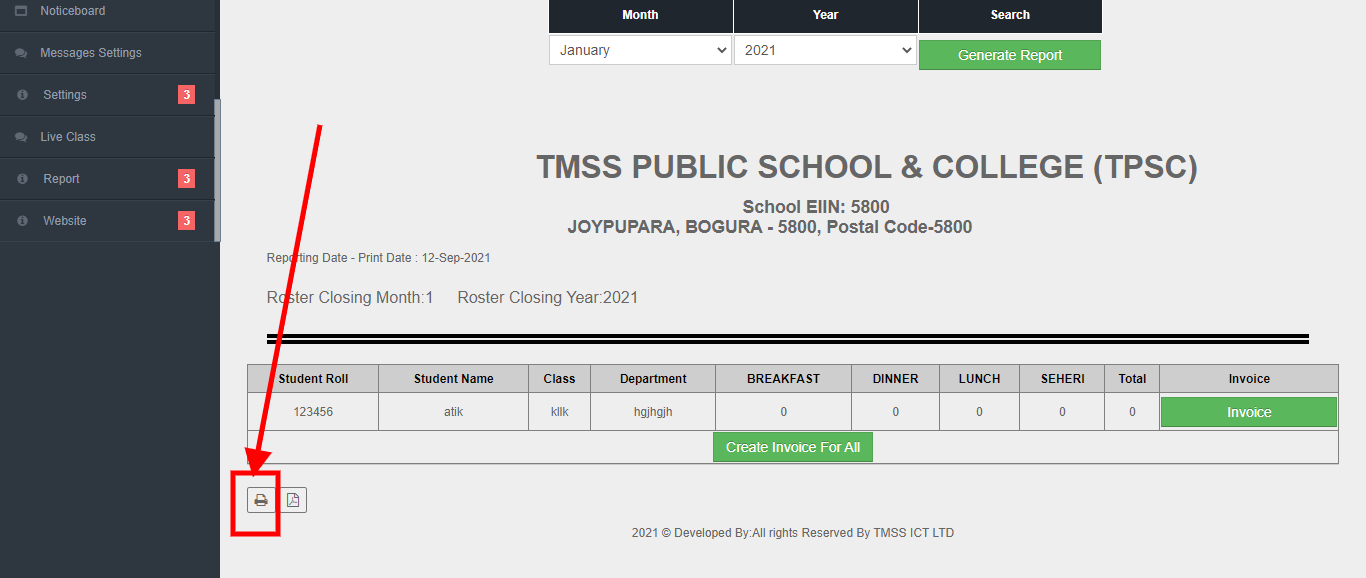 Noticeboard
Messages Settings
Settings 3
Live Class
Report 3
Website 3
Month Year Search
January 2021 Generate Report
TMSS PUBLIC SCHOOL & COLLEGE (TPSC)
School EIIN: 5800
JOYPUPARA, BOGURA - 5800, Postal Code-5800
Reporting Date - Print Date : 12-Sep-2021
Roster Closing Month:1 Roster Closing Year:2021
Student Roll Student Name Class Department BREAKFAST DINNER LUNCH SEHERI Total Invoice
123456 atik kllk hgjhgjh 0 0 0 0 0 Invoice
Create Invoice For All
2021 © Developed By:All rights Reserved By TMSS ICT LTD